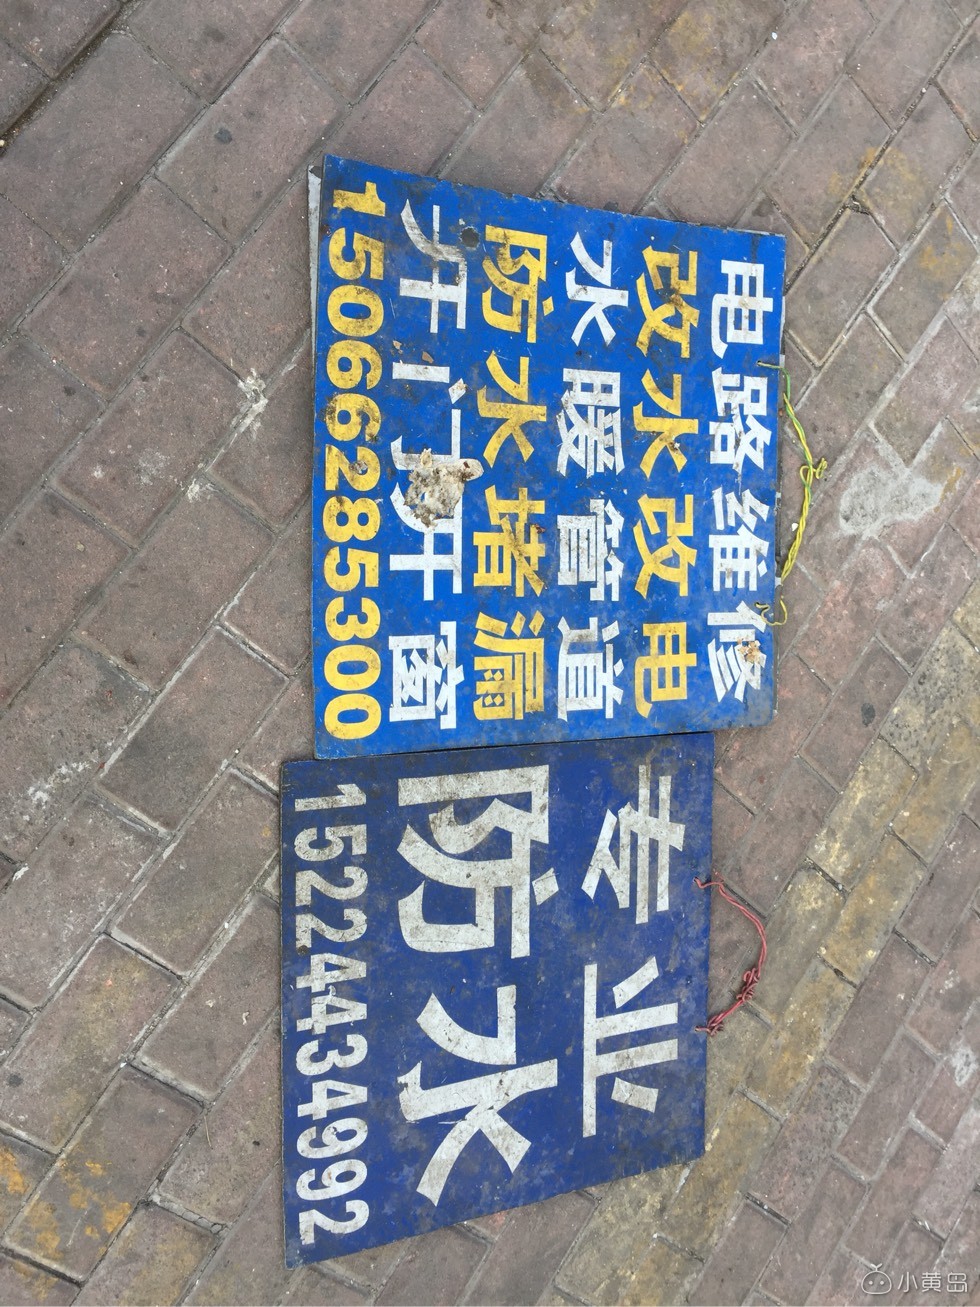 电路维修
改水改电
水暖管道
防水堵漏
开门开窗
15066285300
专业
防水
15224434992
小黄岛